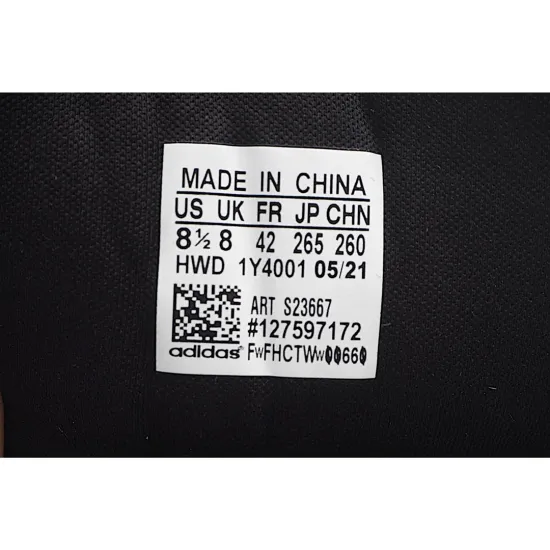 MADE IN CHINA
US UK FR JP CHN
8½ 8 42 265 260
HWD 1Y4001 05/21
ART S23667
#127597172
adidas